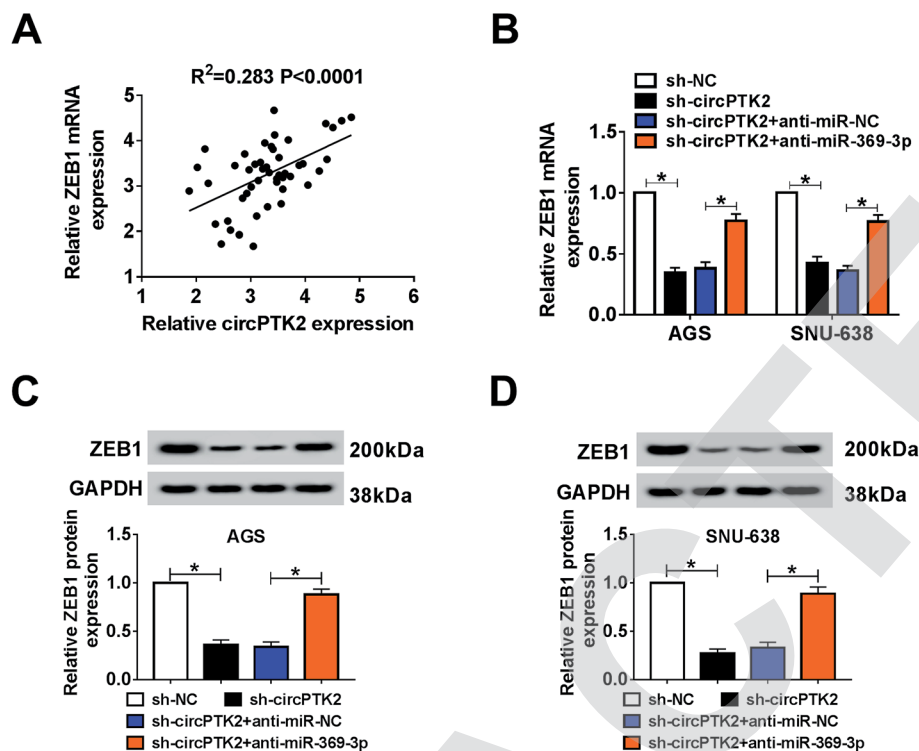 A
R²=0.283 P<0.0001
Relative ZEB1 mRNA
expression
5
4
3
2
1
1 2 3 4 5 6
Relative circPTK2 expression
B
sh-NC
sh-circPTK2
sh-circPTK2+anti-miR-NC
sh-circPTK2+anti-miR-369-3p
Relative ZEB1 mRNA
expression
1.5
1.0
0.5
0.0
* * * *
AGS SNU-638
C
ZEB1 200kDa
GAPDH 38kDa
AGS
Relative ZEB1 protein
expression
1.5
1.0
0.5
0.0
* *
sh-NC sh-circPTK2
sh-circPTK2+anti-miR-NC
sh-circPTK2+anti-miR-369-3p
D
ZEB1 200kDa
GAPDH 38kDa
SNU-638
Relative ZEB1 protein
expression
1.5
1.0
0.5
0.0
* *
sh-NC sh-circPTK2
sh-circPTK2+anti-miR-NC
sh-circPTK2+anti-miR-369-3p